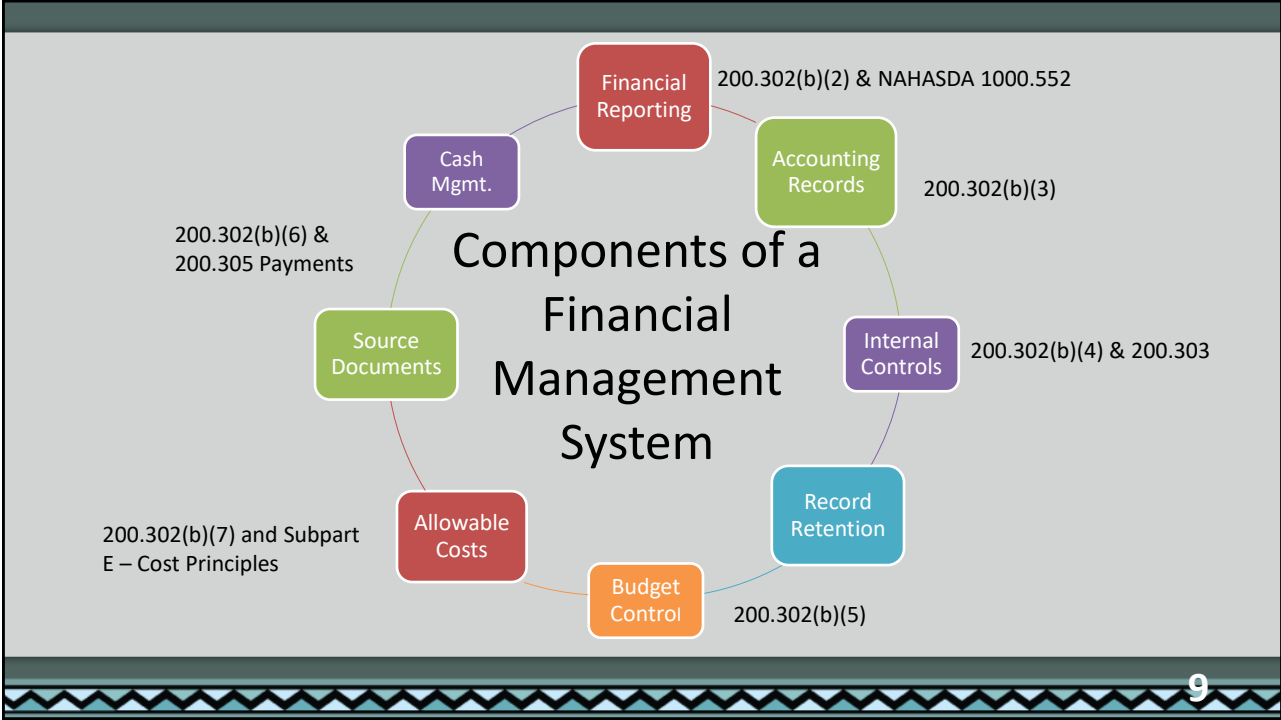 Financial
Reporting
200.302(b)(2) & NAHASDA 1000.552
Accounting
Records
200.302(b)(3)
Internal
Controls
200.302(b)(4) & 200.303
Record
Retention
Budget
Control
200.302(b)(5)
Allowable
Costs
200.302(b)(7) and Subpart
E – Cost Principles
Source
Documents
Cash
Mgmt.
200.302(b)(6) &
200.305 Payments
Components of a
Financial
Management
System
9